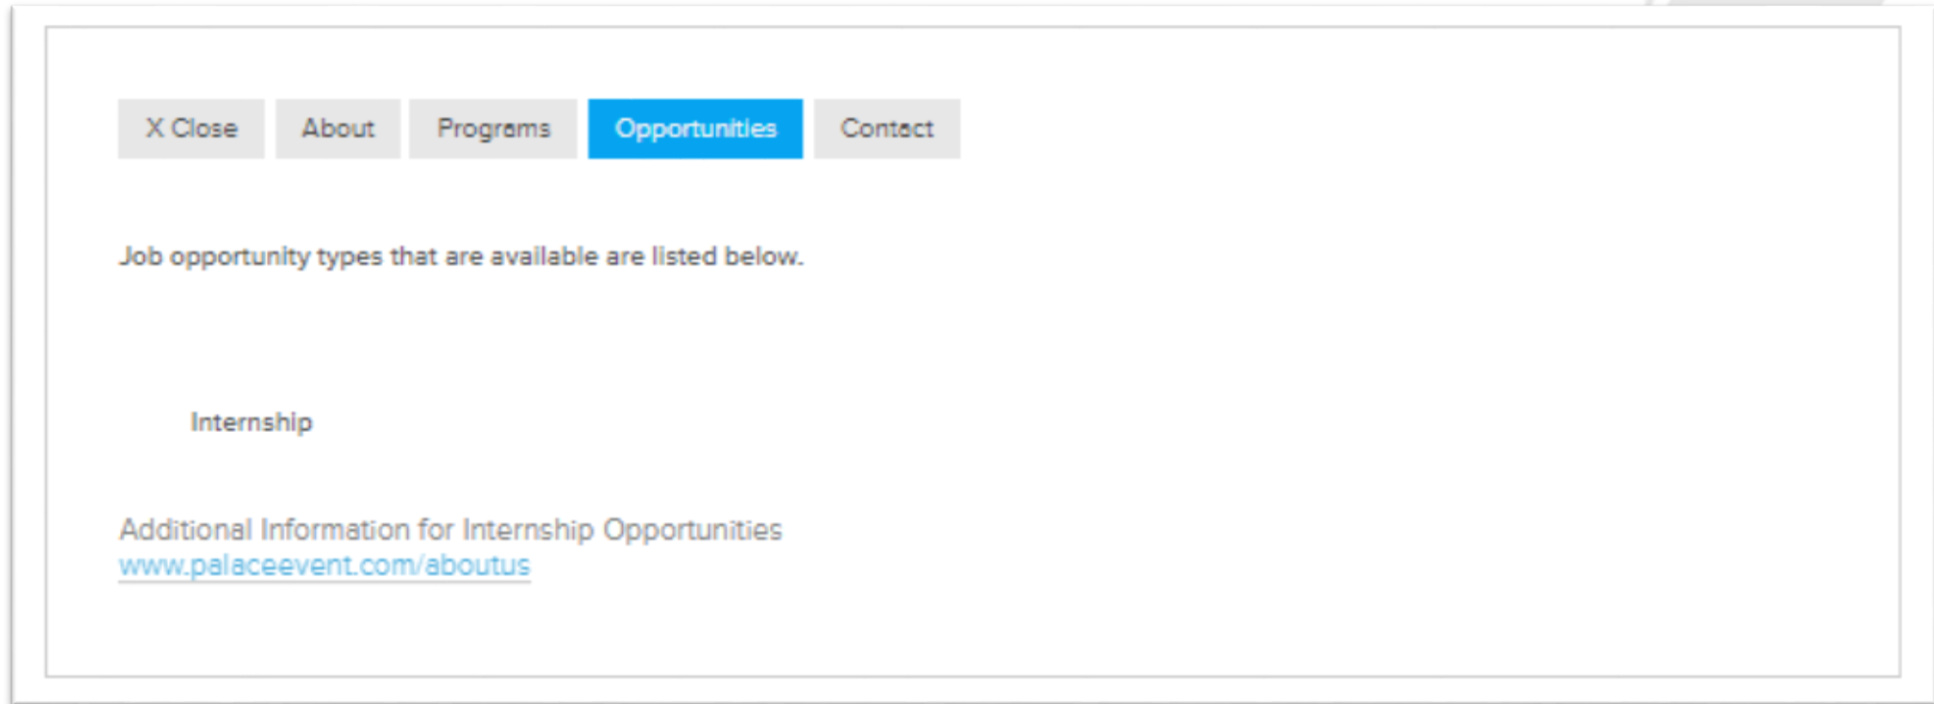 X Close About Programs Opportunities Contact
Job opportunity types that are available are listed below.
Internship
Additional Information for Internship Opportunities
www.palaceevent.com/aboutus